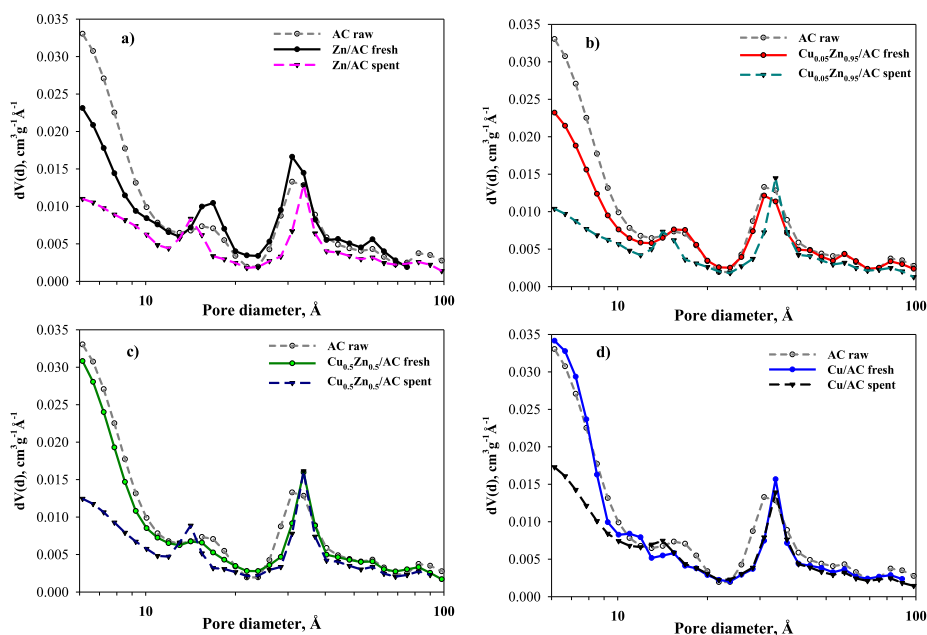 a)
AC raw
Zn/AC fresh
Zn/AC spent
0.035
0.030
0.025
0.020
0.015
0.010
0.005
0.000
dV(d), cm³g⁻¹Å⁻¹
10
100
Pore diameter, Å
b)
AC raw
Cu₀.₀₅Zn₀.₉₅/AC fresh
Cu₀.₀₅Zn₀.₉₅/AC spent
0.035
0.030
0.025
0.020
0.015
0.010
0.005
0.000
dV(d), cm³g⁻¹Å⁻¹
10
100
Pore diameter, Å
c)
AC raw
Cu₀.₅Zn₀.₅/AC fresh
Cu₀.₅Zn₀.₅/AC spent
0.035
0.030
0.025
0.020
0.015
0.010
0.005
0.000
dV(d), cm³g⁻¹Å⁻¹
10
100
Pore diameter, Å
d)
AC raw
Cu/AC fresh
Cu/AC spent
0.035
0.030
0.025
0.020
0.015
0.010
0.005
0.000
dV(d), cm³g⁻¹Å⁻¹
10
100
Pore diameter, Å